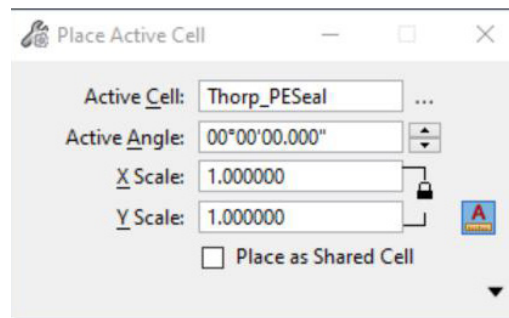 Place Active Cell
Active Cell: Thorp_PESeal ...
Active Angle: 00°00'00.000"
X Scale: 1.000000
Y Scale: 1.000000
A
Place as Shared Cell